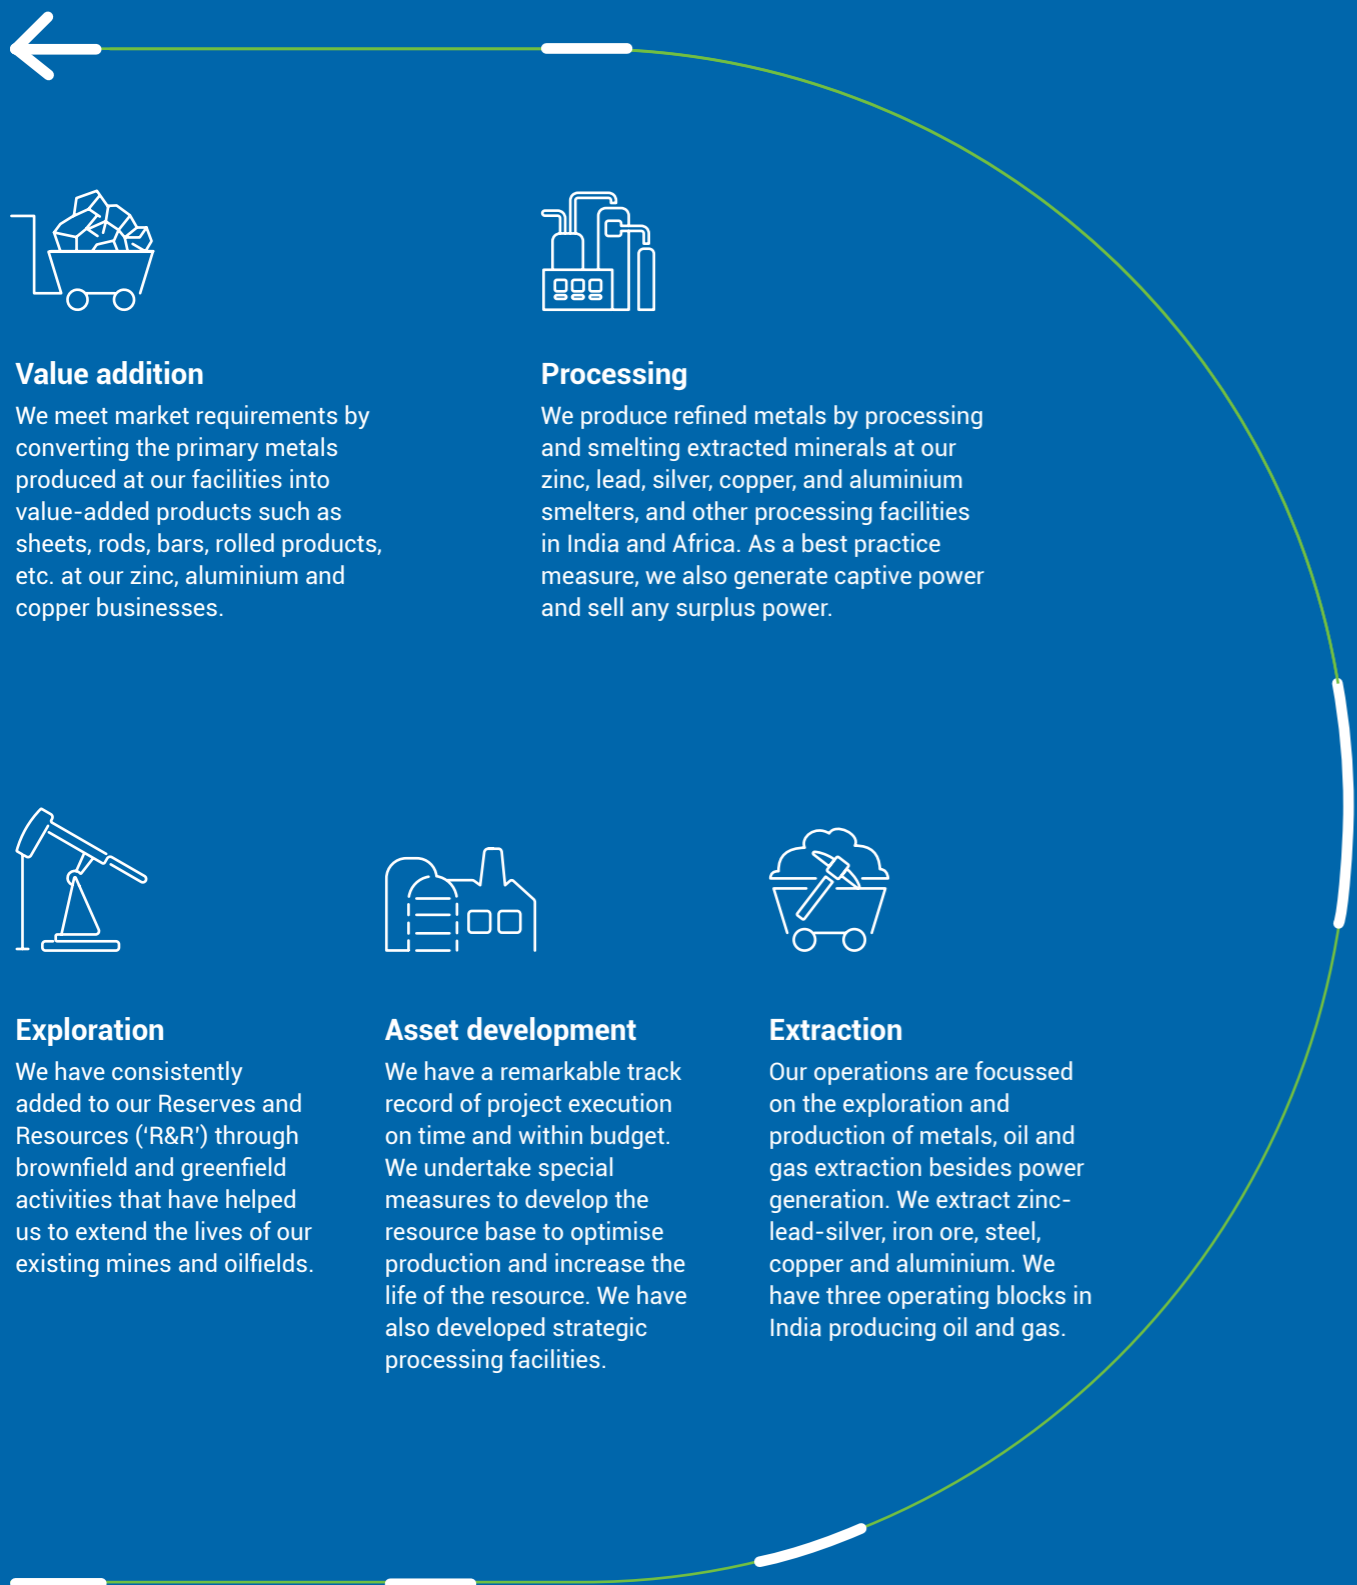 Value addition
We meet market requirements by
converting the primary metals
produced at our facilities into
value-added products such as
sheets, rods, bars, rolled products,
etc. at our zinc, aluminium and
copper businesses.
Processing
We produce refined metals by processing
and smelting extracted minerals at our
zinc, lead, silver, copper, and aluminium
smelters, and other processing facilities
in India and Africa. As a best practice
measure, we also generate captive power
and sell any surplus power.
Exploration
We have consistently
added to our Reserves and
Resources (‘R&R’) through
brownfield and greenfield
activities that have helped
us to extend the lives of our
existing mines and oilfields.
Asset development
We have a remarkable track
record of project execution
on time and within budget.
We undertake special
measures to develop the
resource base to optimise
production and increase the
life of the resource. We have
also developed strategic
processing facilities.
Extraction
Our operations are focussed
on the exploration and
production of metals, oil and
gas extraction besides power
generation. We extract zinc-
lead-silver, iron ore, steel,
copper and aluminium. We
have three operating blocks in
India producing oil and gas.